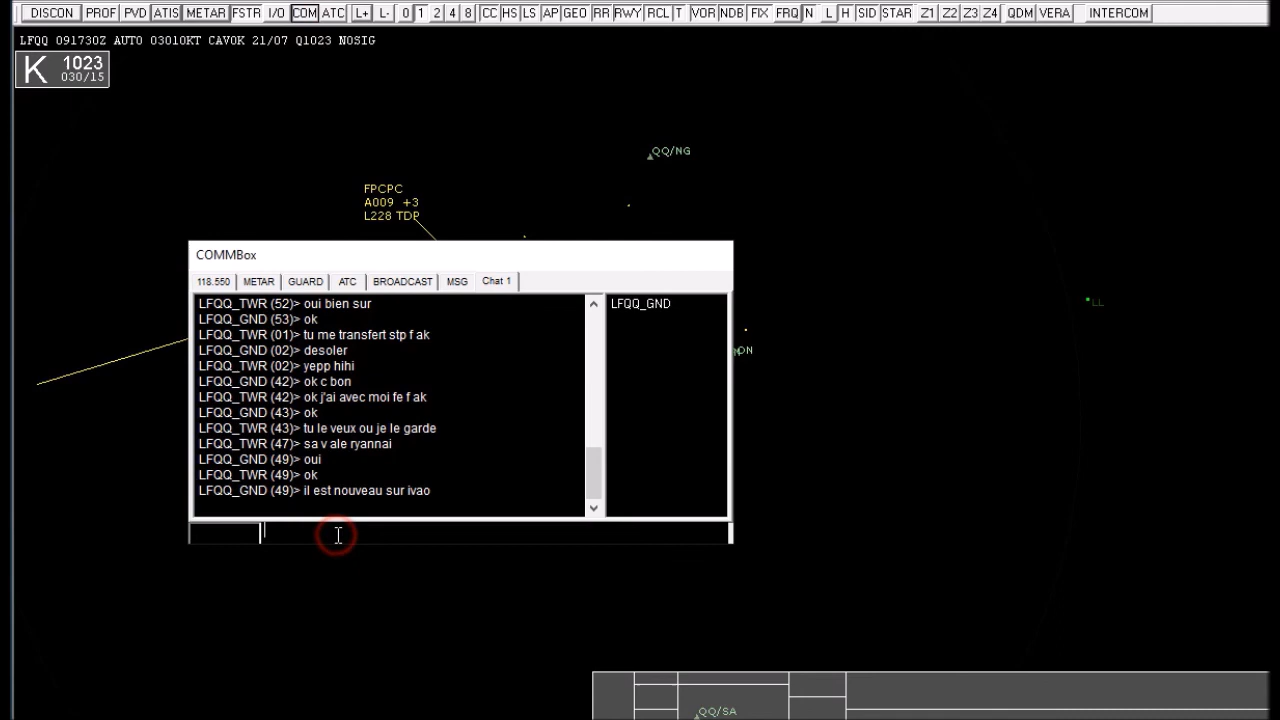 DISCON PROF PVD ATIS METAR FSTR I/O COM ATC L+ L- 0 1 2 4 8 CC HS LS AP GEO RR RWY RCL T VOR NDB FIX FRQ N L H SID STAR Z1 Z2 Z3 Z4 QDM VERA INTERCOM
LFQQ 091730Z AUTO 03010KT CAVOK 21/07 Q1023 NOSIG
K 1023
030/15
QQ/NG
FPCPC
A009 +3
L228 TDP
COMMBox
118.550 METAR GUARD ATC BROADCAST MSG Chat 1
LFQQ_TWR (52)> oui bien sur
LFQQ_GND
LFQQ_GND (53)> ok
LFQQ_TWR (01)> tu me transfert stp f ak
LFQQ_GND (02)> desoler
LFQQ_TWR (02)> yepp hihi
LFQQ_GND (42)> ok c bon
LFQQ_TWR (42)> ok j'ai avec moi fe f ak
LFQQ_GND (43)> ok
LFQQ_TWR (43)> tu le veux ou je le garde
LFQQ_TWR (47)> sa v ale ryannai
LFQQ_GND (49)> oui
LFQQ_TWR (49)> ok
LFQQ_GND (49)> il est nouveau sur ivao
LL
ON
QQ/SA